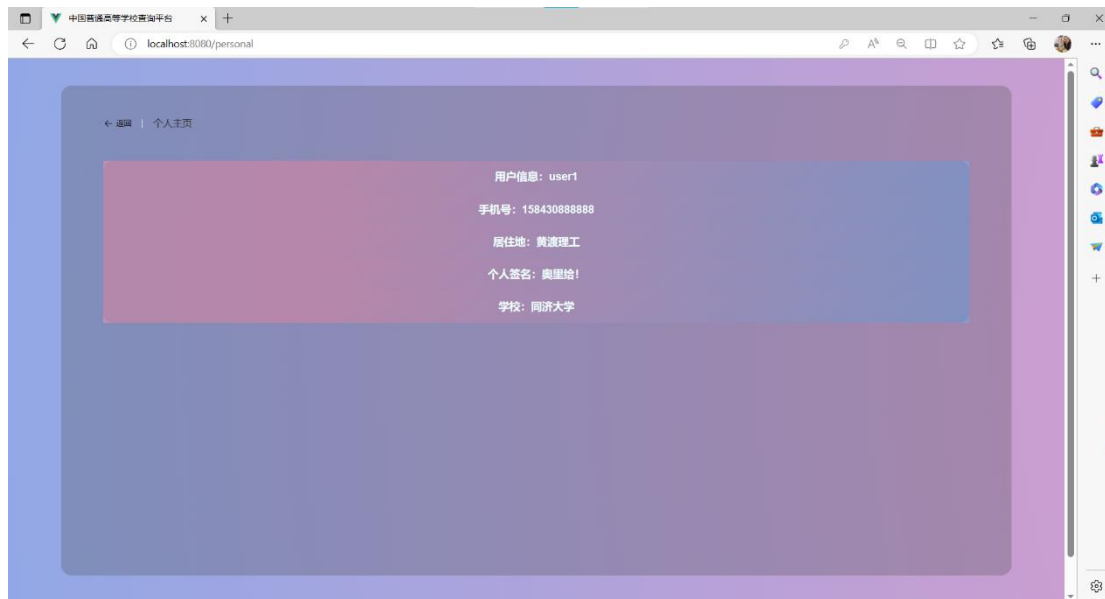 中国普通高等学校查询平台
localhost:8080/personal
← 返回 | 个人主页
用户信息：user1
手机号：158430888888
居住地：黄渡理工
个人签名：奥里给！
学校：同济大学